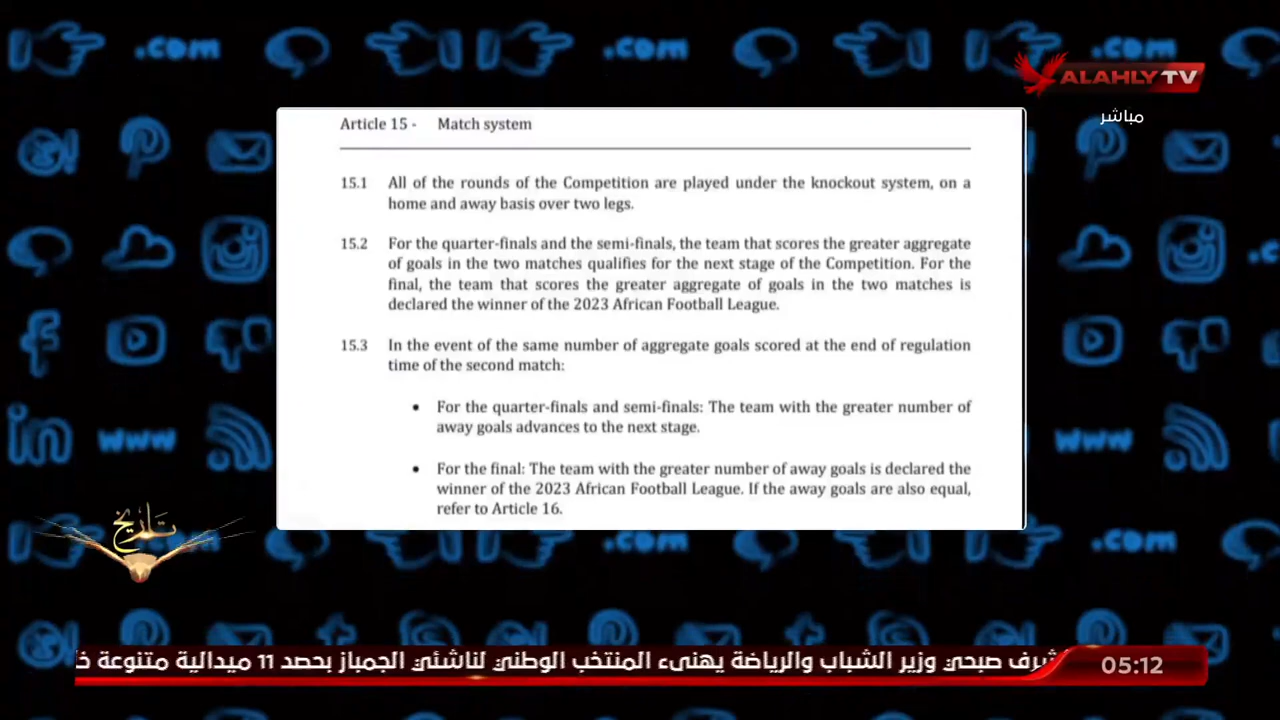 ALAHLY TV
مباشر
Article 15 - Match system
15.1 All of the rounds of the Competition are played under the knockout system, on a
home and away basis over two legs.
15.2 For the quarter-finals and the semi-finals, the team that scores the greater aggregate
of goals in the two matches qualifies for the next stage of the Competition. For the
final, the team that scores the greater aggregate of goals in the two matches is
declared the winner of the 2023 African Football League.
15.3 In the event of the same number of aggregate goals scored at the end of regulation
time of the second match:
• For the quarter-finals and semi-finals: The team with the greater number of
away goals advances to the next stage.
• For the final: The team with the greater number of away goals is declared the
winner of the 2023 African Football League. If the away goals are also equal,
refer to Article 16.
.com .com .com
www www
.com .com .com
تاريخ
شرف صبحي وزير الشباب والرياضة يهنىء المنتخب الوطني لناشئي الجمباز بحصد 11 ميدالية متنوعة
05:12